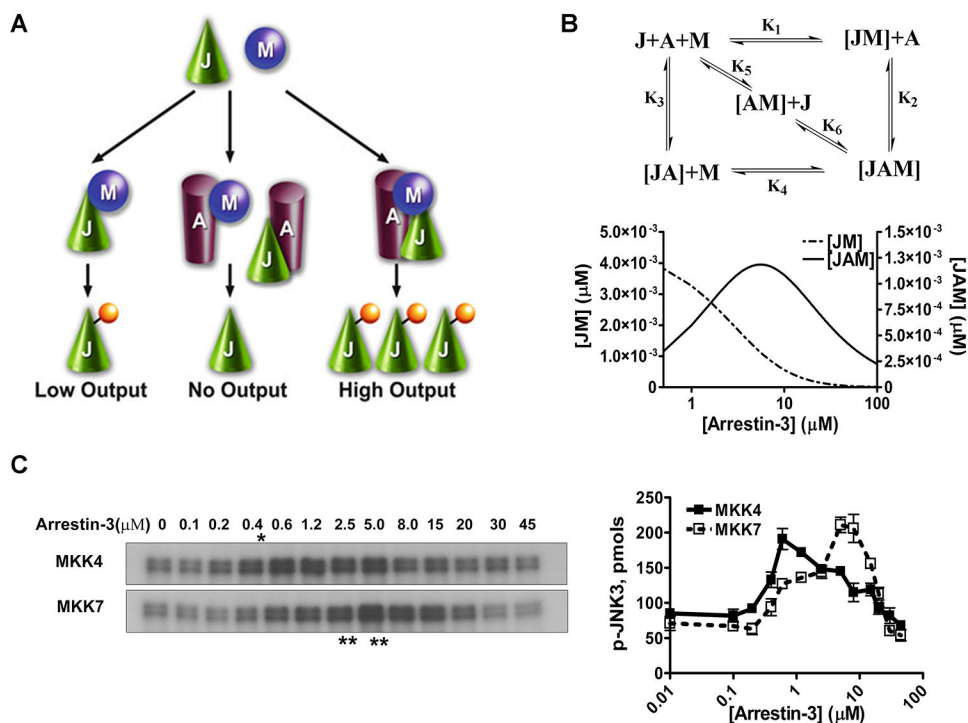 A
J M
M
J
A M A
J
A M
J
J
J
J J J
Low Output No Output High Output
B
J+A+M K1 [JM]+A
K5
K3 [AM]+J K2
K6
[JA]+M K4 [JAM]
[JM] (µM)
5.0×10-3
4.0×10-3
3.0×10-3
2.0×10-3
1.0×10-3
0
[JM]
[JAM]
1.5×10-3
1.3×10-3
1.0×10-3
7.5×10-4
5.0×10-4
2.5×10-4
0
[JAM] (µM)
1 10 100
[Arrestin-3] (µM)
C
Arrestin-3(µM) 0 0.1 0.2 0.4 0.6 1.2 2.5 5.0 8.0 15 20 30 45
*
MKK4
MKK7
** **
p-JNK3, pmols
250
200
150
100
50
0
MKK4
MKK7
0.01 0.1 1 10 100
[Arrestin-3] (µM)